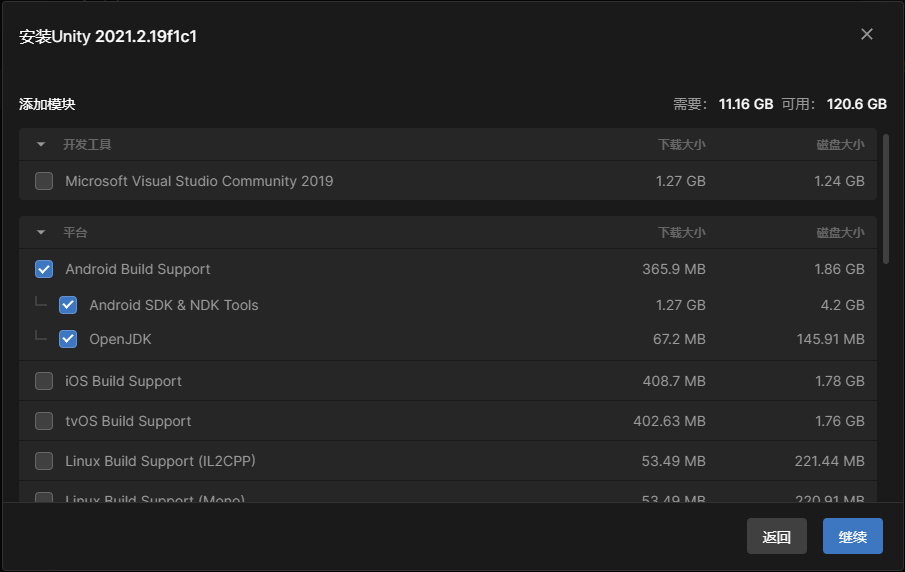 安装Unity 2021.2.19f1c1
添加模块 需要： 11.16 GB 可用： 120.6 GB
开发工具 下载大小 磁盘大小
Microsoft Visual Studio Community 2019 1.27 GB 1.24 GB
平台 下载大小 磁盘大小
Android Build Support 365.9 MB 1.86 GB
Android SDK & NDK Tools 1.27 GB 4.2 GB
OpenJDK 67.2 MB 145.91 MB
iOS Build Support 408.7 MB 1.78 GB
tvOS Build Support 402.63 MB 1.76 GB
Linux Build Support (IL2CPP) 53.49 MB 221.44 MB
Linux Build Support (Mono) 53.49 MB 220.91 MB
返回 继续